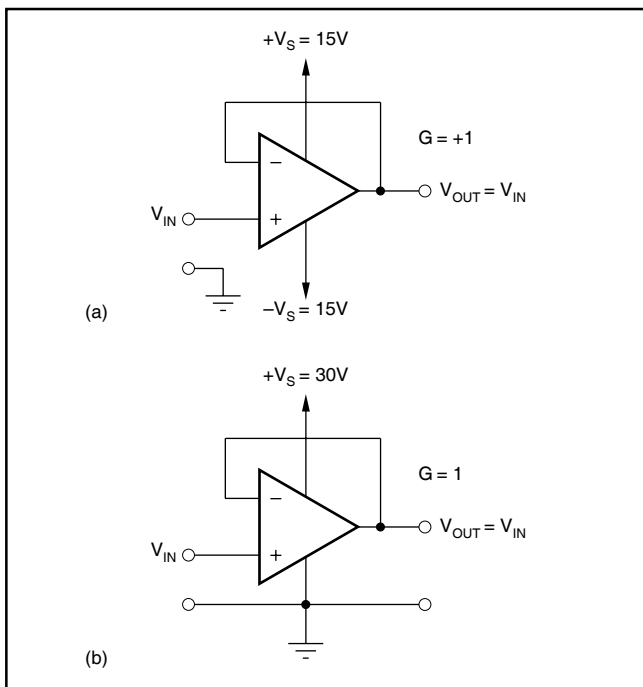 +V_S = 15V
−
G = +1
V_IN
+
V_OUT = V_IN
−V_S = 15V
(a)
+V_S = 30V
−
G = 1
V_IN
+
V_OUT = V_IN
(b)